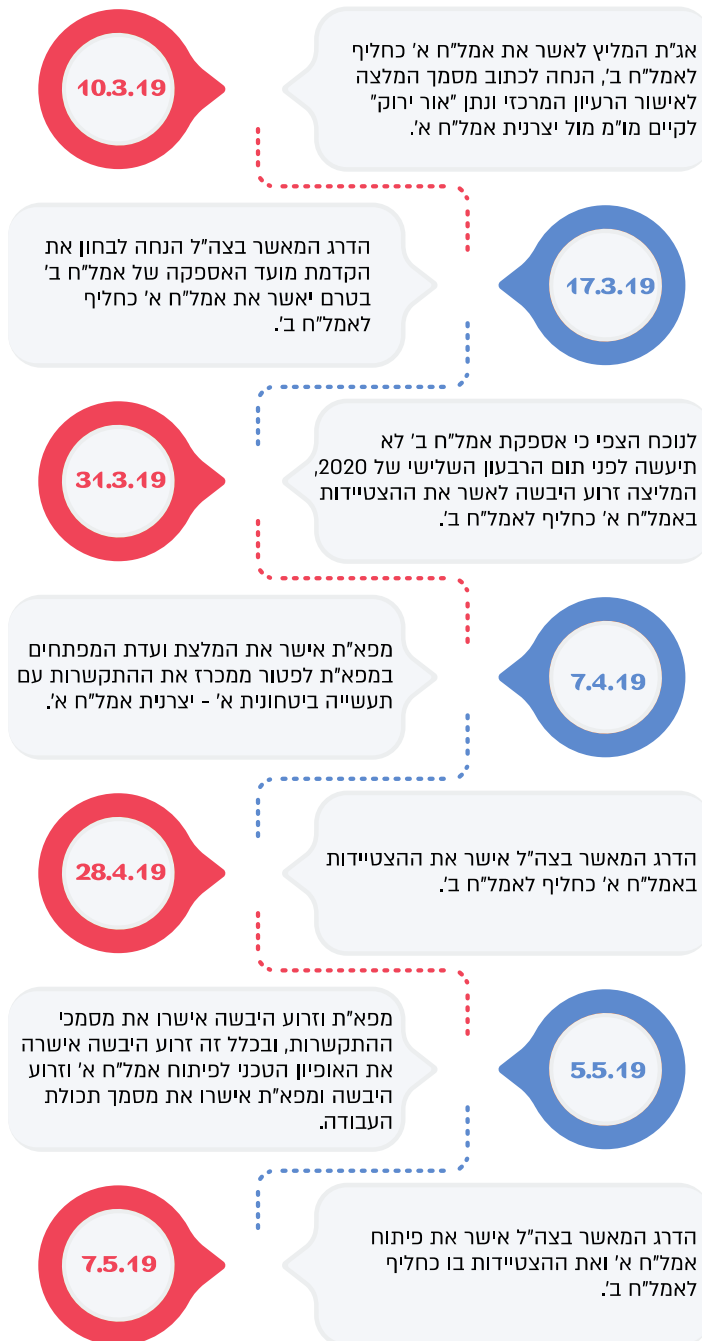 10.3.19
אג"ת המליץ לאשר את אמל"ח א' כחליף
לאמל"ח ב', הנחה לכתוב מסמך המלצה
לאישור הרעיון המרכזי ונתן "אור ירוק"
לקיים מו"מ מול יצרנית אמל"ח א'.
17.3.19
הדרג המאשר בצה"ל הנחה לבחון את
הקדמת מועד האספקה של אמל"ח ב'
בטרם יאשר את אמל"ח א' כחליף
לאמל"ח ב'.
31.3.19
לנוכח הצפי כי אספקת אמל"ח ב' לא
תיעשה לפני תום הרבעון השלישי של 2020,
המליצה זרוע היבשה לאשר את ההצטיידות
באמל"ח א' כחליף לאמל"ח ב'.
7.4.19
מפא"ת אישר את המלצת ועדת המפתחים
במפא"ת לפטור ממכרז את ההתקשרות עם
תעשייה ביטחונית א' - יצרנית אמל"ח א'.
28.4.19
הדרג המאשר בצה"ל אישר את ההצטיידות
באמל"ח א' כחליף לאמל"ח ב'.
5.5.19
מפא"ת וזרוע היבשה אישרו את מסמכי
ההתקשרות, ובכלל זה זרוע היבשה אישרה
את האופיון הטכני לפיתוח אמל"ח א' וזרוע
היבשה ומפא"ת אישרו את מסמך תכולת
העבודה.
7.5.19
הדרג המאשר בצה"ל אישר את פיתוח
אמל"ח א' ואת ההצטיידות בו כחליף
לאמל"ח ב'.